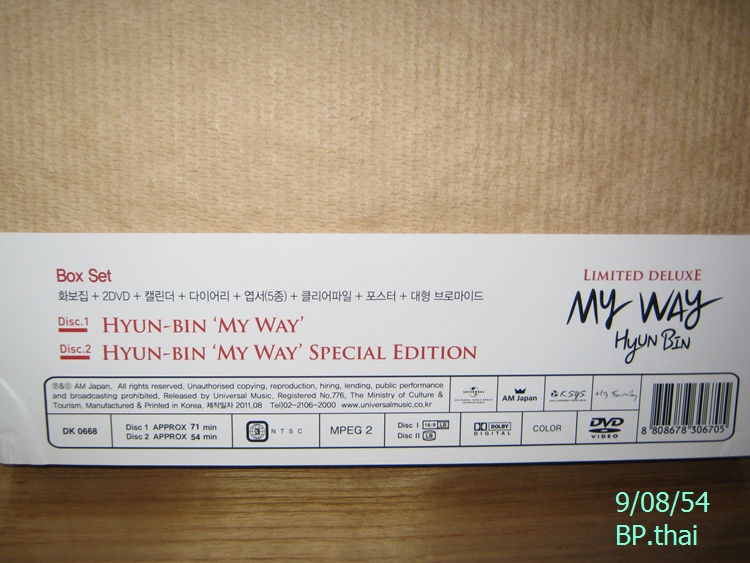 Box Set
화보집 + 2DVD + 캘린더 + 다이어리 + 엽서(5종) + 클리어파일 + 포스터 + 대형 브로마이드
Disc.1 HYUN-BIN ‘MY WAY’
Disc.2 HYUN-BIN ‘MY WAY’ SPECIAL EDITION
LIMITED DELUXE
MY WAY
HYUN BIN
℗&© AM Japan, All rights reserved, Unauthorised copying, reproduction, hiring, lending, public performance
and broadcasting prohibited. Released by Universal Music, Registered No,776, The Ministry of Culture &
Tourism, Manufactured & Printed in Korea, 제작일자 2011,08 Tel)02-2106-2000 www.universalmusic.co,kr
UNIVERSAL
AM Japan
DK 0668
Disc 1 APPROX 71 min
Disc 2 APPROX 54 min
3 NTSC
MPEG 2
Disc I 16:9 LB
Disc II LB
DOLBY
DIGITAL
COLOR
DVD
VIDEO
8 808678 306705
9/08/54
BP.thai